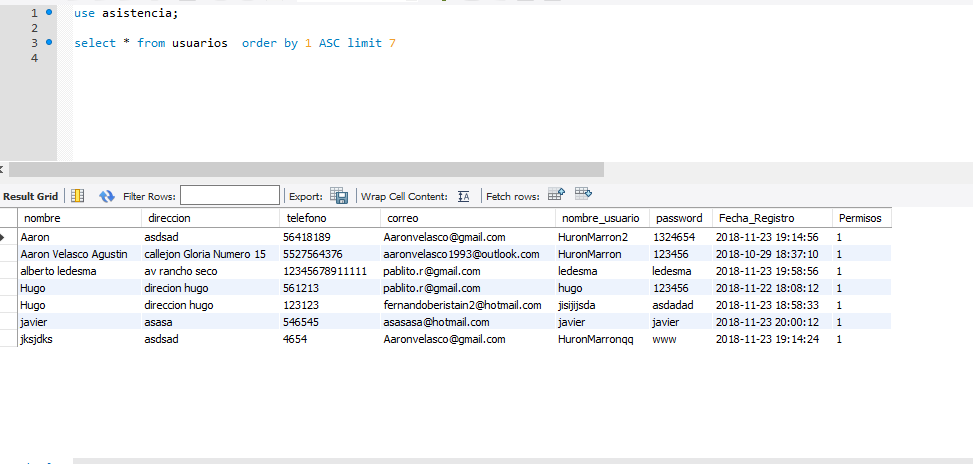 1 use asistencia;
2
3 select * from usuarios  order by 1 ASC limit 7
4
Result Grid Filter Rows: Export: Wrap Cell Content: Fetch rows:
nombre direccion telefono correo nombre_usuario password Fecha_Registro Permisos
Aaron asdsad 56418189 Aaronvelasco@gmail.com HuronMarron2 1324654 2018-11-23 19:14:56 1
Aaron Velasco Agustin callejon Gloria Numero 15 5527564376 aaronvelasco1993@outlook.com HuronMarron 123456 2018-10-29 18:37:10 1
alberto ledesma av rancho seco 12345678911111 pablito.r@gmail.com ledesma ledesma 2018-11-23 19:58:56 1
Hugo direcion hugo 561213 pablito.r@gmail.com hugo 123456 2018-11-22 18:08:12 1
Hugo direccion hugo 123123 fernandoberistain2@hotmail.com jisijijsda asdadad 2018-11-23 18:58:33 1
javier asasa 546545 asasasa@hotmail.com javier javier 2018-11-23 20:00:12 1
jksjdks asdsad 4654 Aaronvelasco@gmail.com HuronMarronqq www 2018-11-23 19:14:24 1